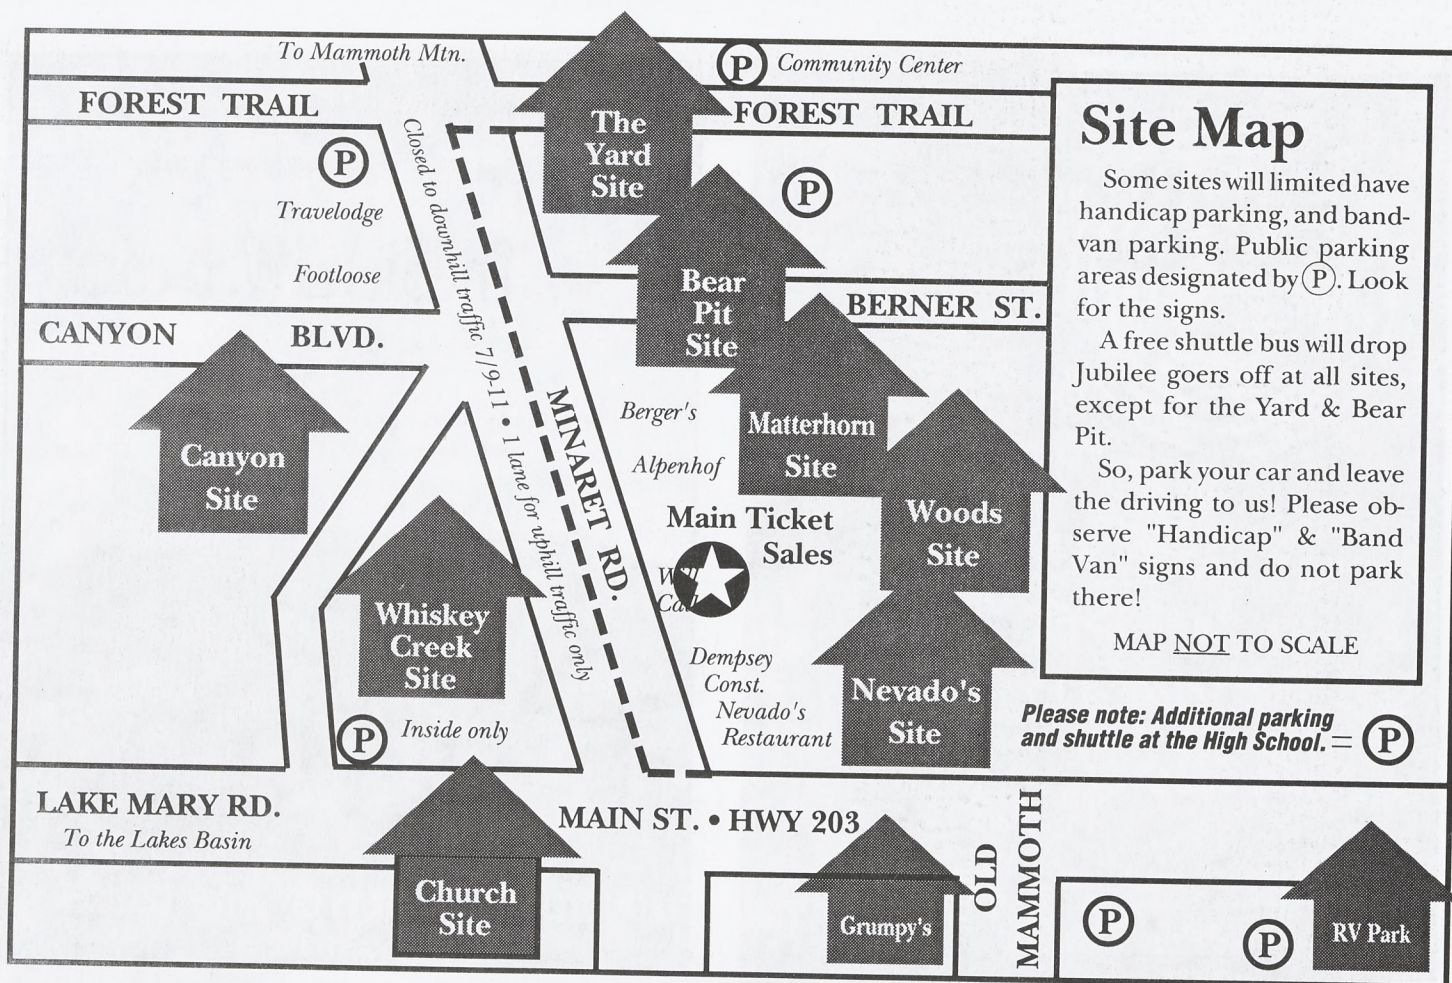 To Mammoth Mtn.
P Community Center
FOREST TRAIL
FOREST TRAIL
The
Yard
Site
P
Travelodge
Footloose
P
Closed to downhill traffic 7/9-11 • 1 lane for uphill traffic only
MINARET RD.
Bear
Pit
Site
BERNER ST.
CANYON BLVD.
Canyon
Site
Berger's
Alpenhof
Matterhorn
Site
Main Ticket
Sales
Will
Call
Woods
Site
Whiskey
Creek
Site
P Inside only
Dempsey
Const.
Nevado's
Restaurant
Nevado's
Site
Site Map
Some sites will limited have
handicap parking, and band-
van parking. Public parking
areas designated by P. Look
for the signs.
A free shuttle bus will drop
Jubilee goers off at all sites,
except for the Yard & Bear
Pit.
So, park your car and leave
the driving to us! Please ob-
serve "Handicap" & "Band
Van" signs and do not park
there!
MAP NOT TO SCALE
Please note: Additional parking
and shuttle at the High School. = P
LAKE MARY RD.
To the Lakes Basin
MAIN ST. • HWY 203
Church
Site
Grumpy's
OLD
MAMMOTH
P
P
RV Park